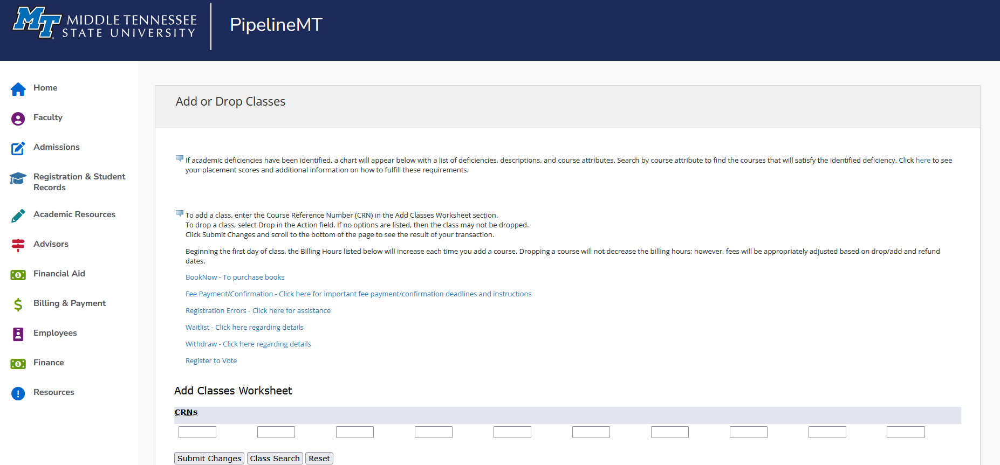 MT MIDDLE TENNESSEE
STATE UNIVERSITY
PipelineMT
Home
Faculty
Admissions
Registration & Student
Records
Academic Resources
Advisors
Financial Aid
Billing & Payment
Employees
Finance
Resources
Add or Drop Classes
If academic deficiencies have been identified, a chart will appear below with a list of deficiencies, descriptions, and course attributes. Search by course attribute to find the courses that will satisfy the identified deficiency. Click here to see
your placement scores and additional information on how to fulfill these requirements.
To add a class, enter the Course Reference Number (CRN) in the Add Classes Worksheet section.
To drop a class, select Drop in the Action field. If no options are listed, then the class may not be dropped.
Click Submit Changes and scroll to the bottom of the page to see the result of your transaction.
Beginning the first day of class, the Billing Hours listed below will increase each time you add a course. Dropping a course will not decrease the billing hours; however, fees will be appropriately adjusted based on drop/add and refund
dates.
BookNow - To purchase books
Fee Payment/Confirmation - Click here for important fee payment/confirmation deadlines and instructions
Registration Errors - Click here for assistance
Waitlist - Click here regarding details
Withdraw - Click here regarding details
Register to Vote
Add Classes Worksheet
CRNs
Submit Changes Class Search Reset